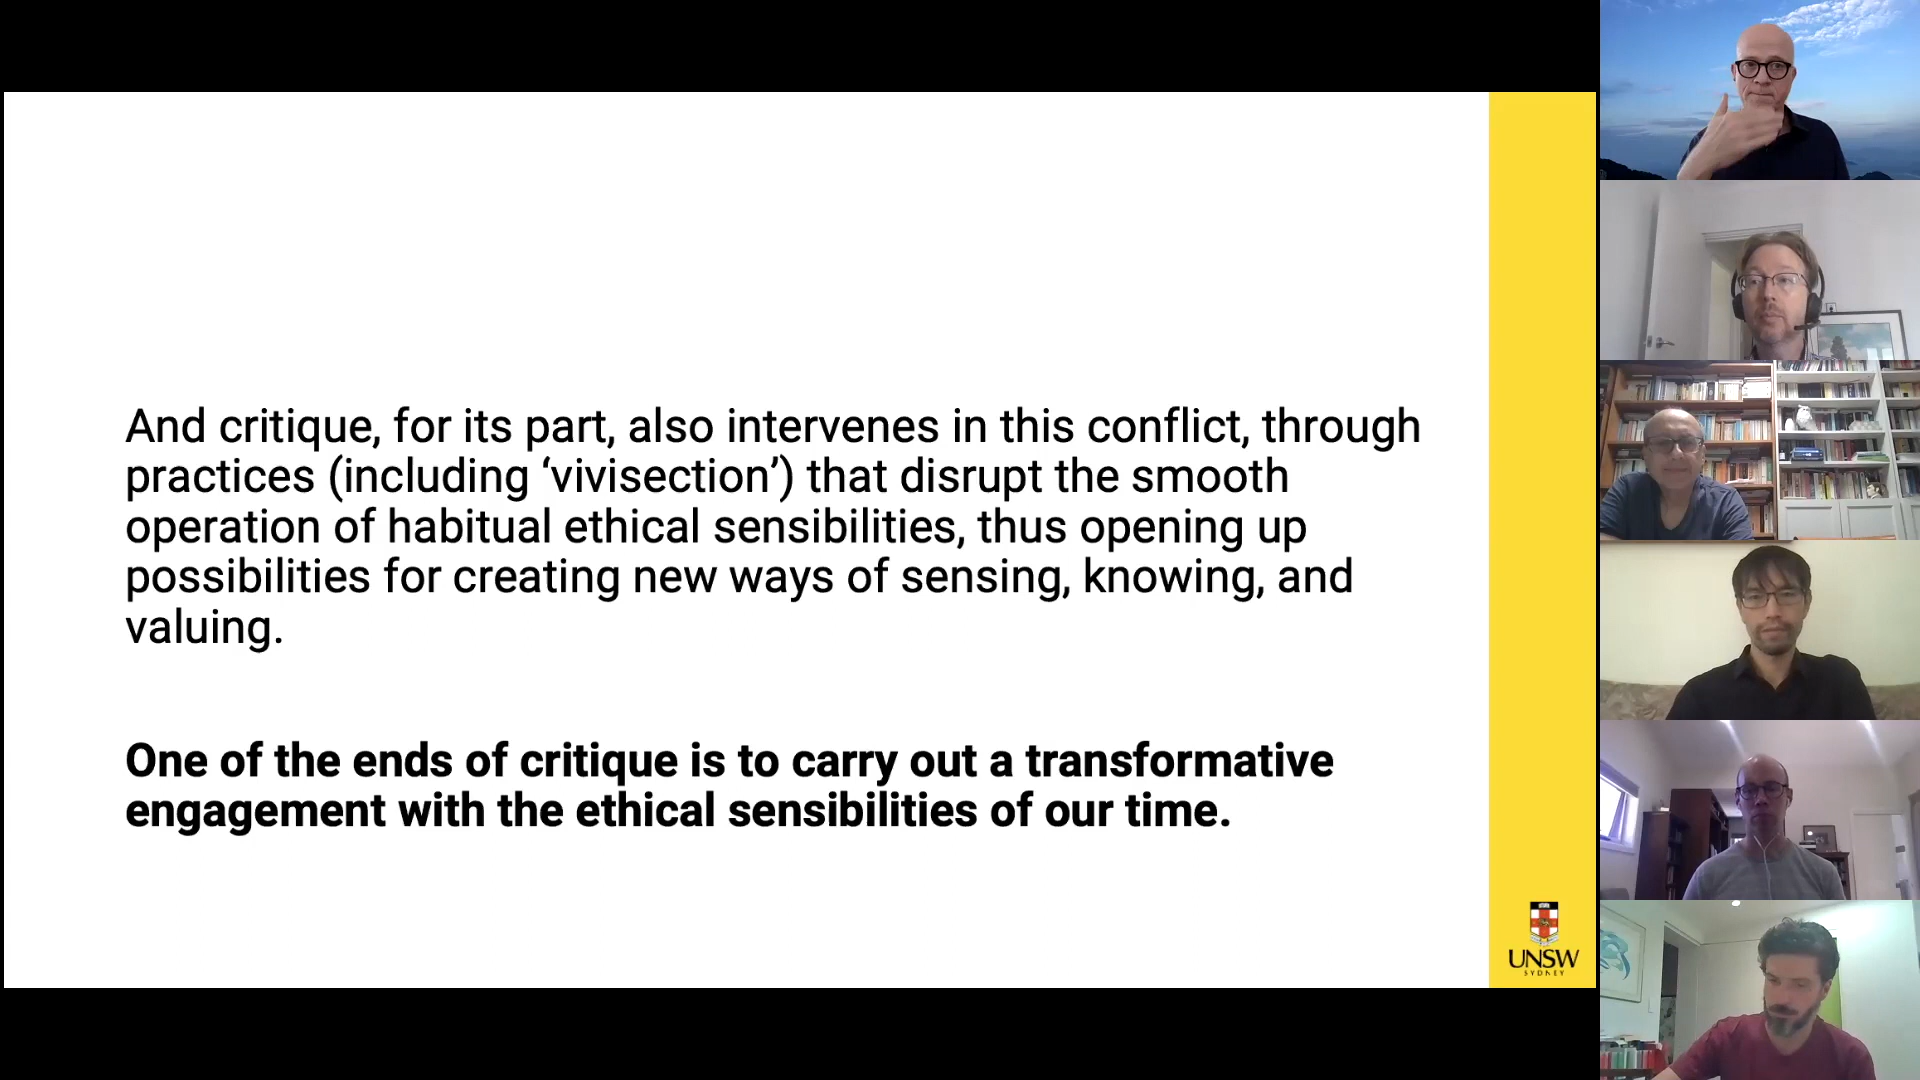 And critique, for its part, also intervenes in this conflict, through
practices (including ‘vivisection’) that disrupt the smooth
operation of habitual ethical sensibilities, thus opening up
possibilities for creating new ways of sensing, knowing, and
valuing.
One of the ends of critique is to carry out a transformative
engagement with the ethical sensibilities of our time.
UNSW
SYDNEY